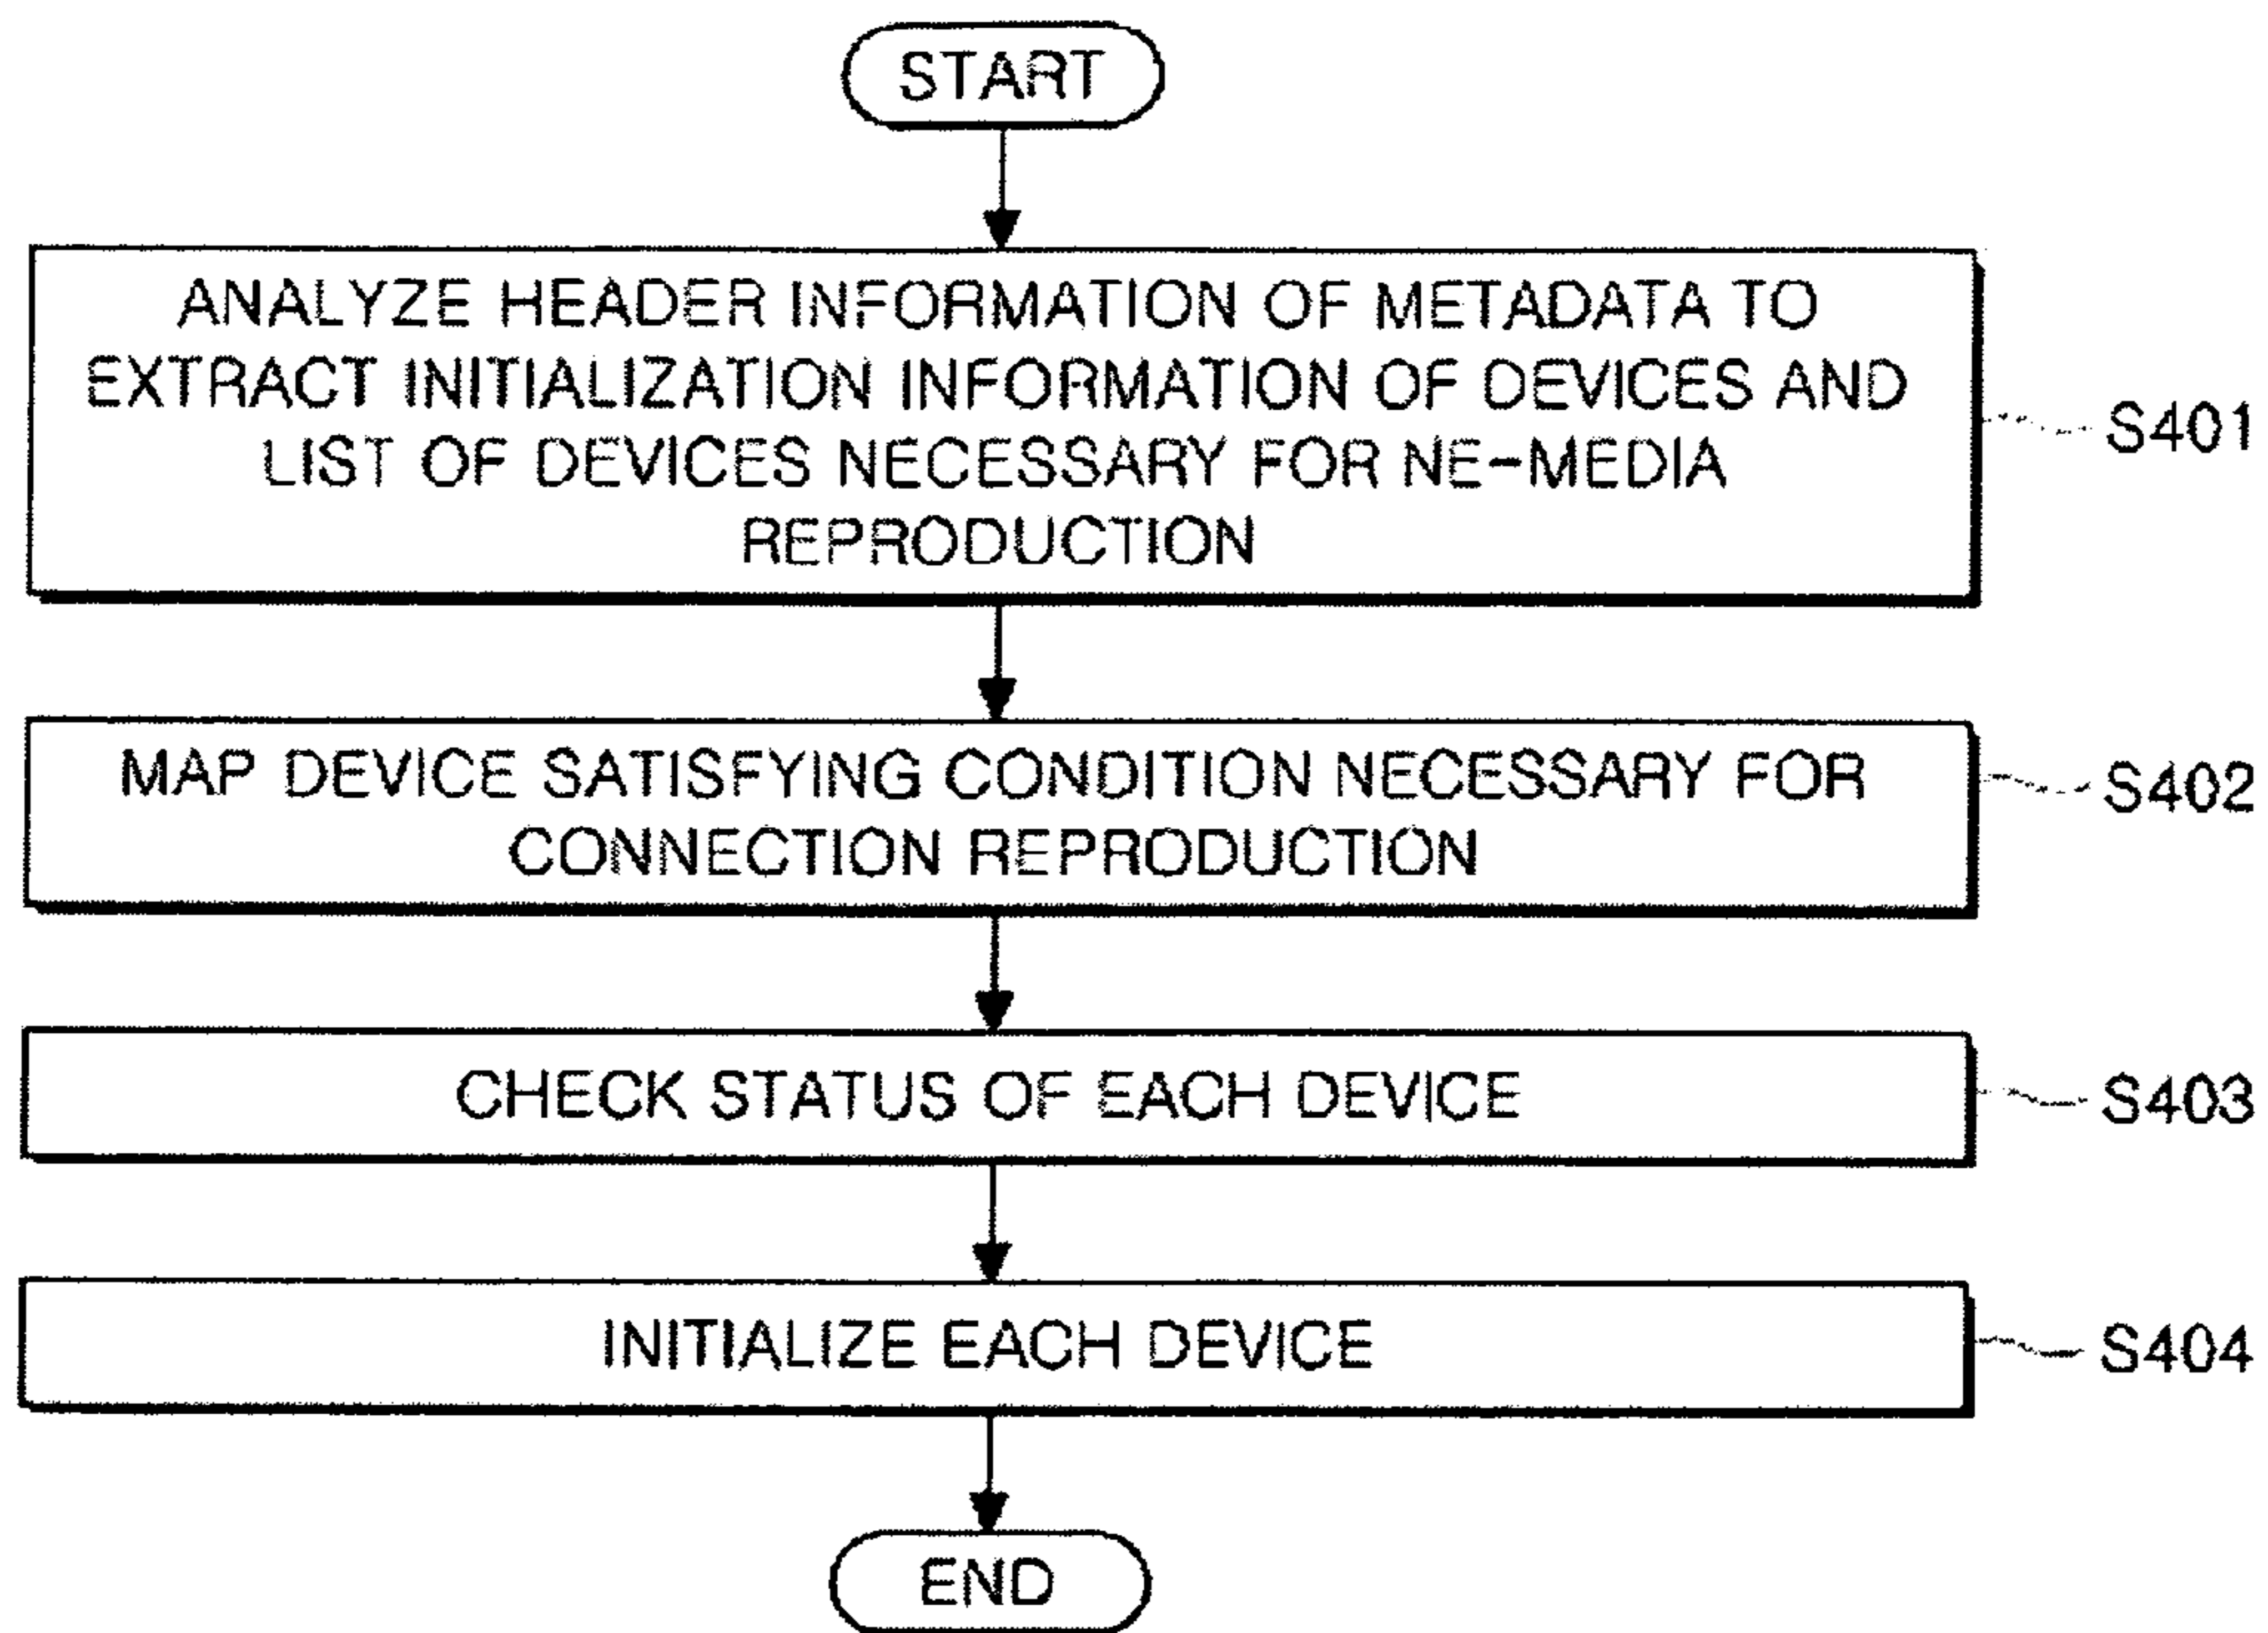 START
ANALYZE HEADER INFORMATION OF METADATA TO
EXTRACT INITIALIZATION INFORMATION OF DEVICES AND
LIST OF DEVICES NECESSARY FOR NE-MEDIA
REPRODUCTION
S401
MAP DEVICE SATISFYING CONDITION NECESSARY FOR
CONNECTION REPRODUCTION
S402
CHECK STATUS OF EACH DEVICE
S403
INITIALIZE EACH DEVICE
S404
END